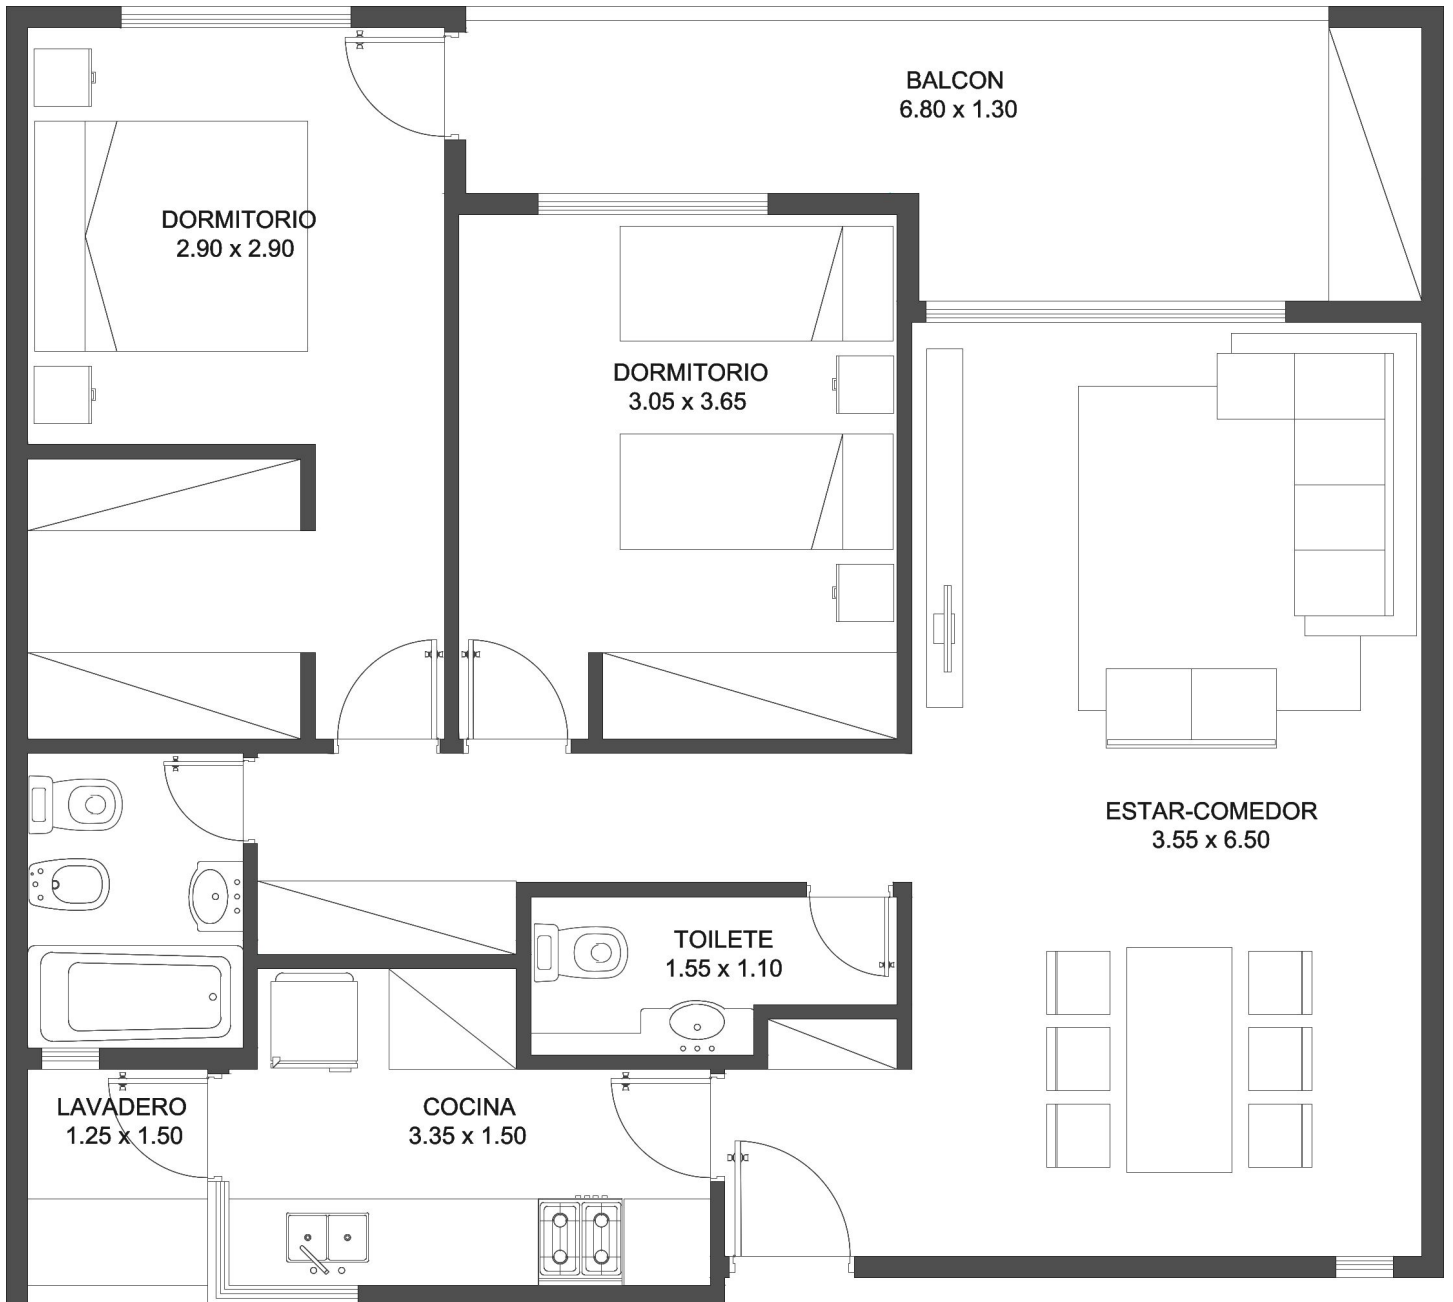 BALCON
6.80 x 1.30
DORMITORIO
2.90 x 2.90
DORMITORIO
3.05 x 3.65
ESTAR-COMEDOR
3.55 x 6.50
TOILETE
1.55 x 1.10
LAVADERO
1.25 x 1.50
COCINA
3.35 x 1.50